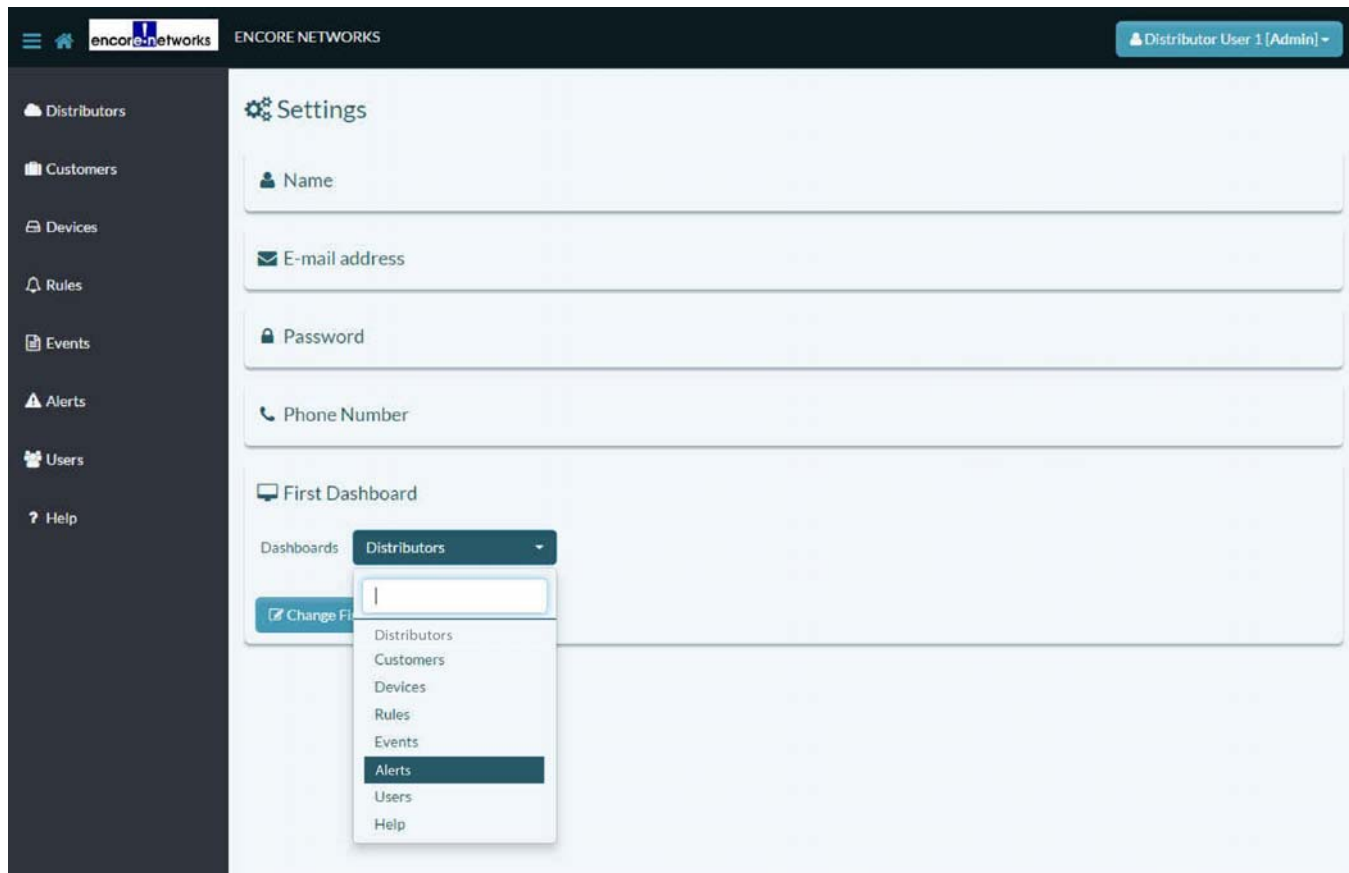 encore!networks
ENCORE NETWORKS
Distributor User 1 [Admin]
Distributors
Customers
Devices
Rules
Events
Alerts
Users
? Help
Settings
Name
E-mail address
Password
Phone Number
First Dashboard
Dashboards Distributors
Change Fi
Distributors
Customers
Devices
Rules
Events
Alerts
Users
Help